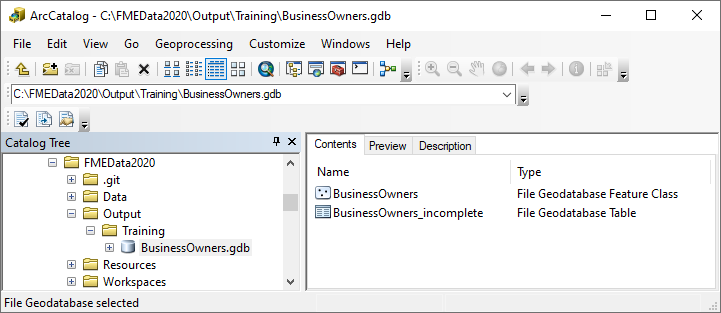 ArcCatalog - C:\FMEData2020\Output\Training\BusinessOwners.gdb
File Edit View Go Geoprocessing Customize Windows Help
C:\FMEData2020\Output\Training\BusinessOwners.gdb
Catalog Tree
FMEData2020
.git
Data
Output
Training
BusinessOwners.gdb
Resources
Workspaces
Contents Preview Description
Name Type
BusinessOwners File Geodatabase Feature Class
BusinessOwners_incomplete File Geodatabase Table
File Geodatabase selected